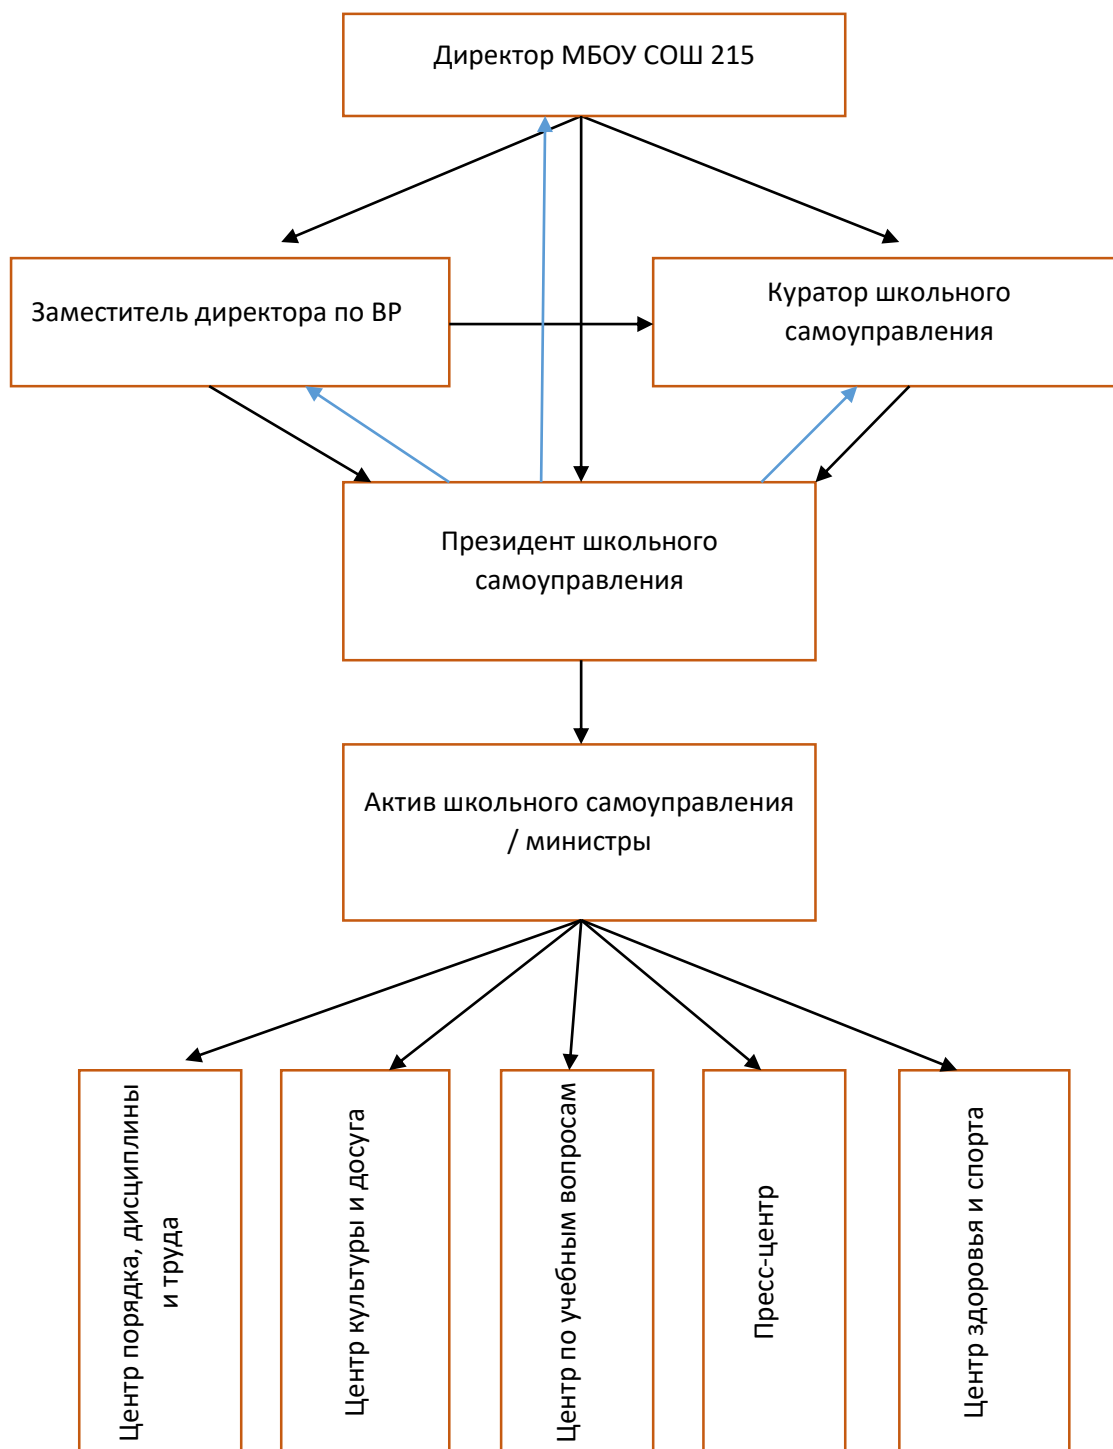 Директор МБОУ СОШ 215
Заместитель директора по ВР
Куратор школьного
самоуправления
Президент школьного
самоуправления
Актив школьного самоуправления
/ министры
Центр порядка, дисциплины
и труда
Центр культуры и досуга
Центр по учебным вопросам
Пресс-центр
Центр здоровья и спорта